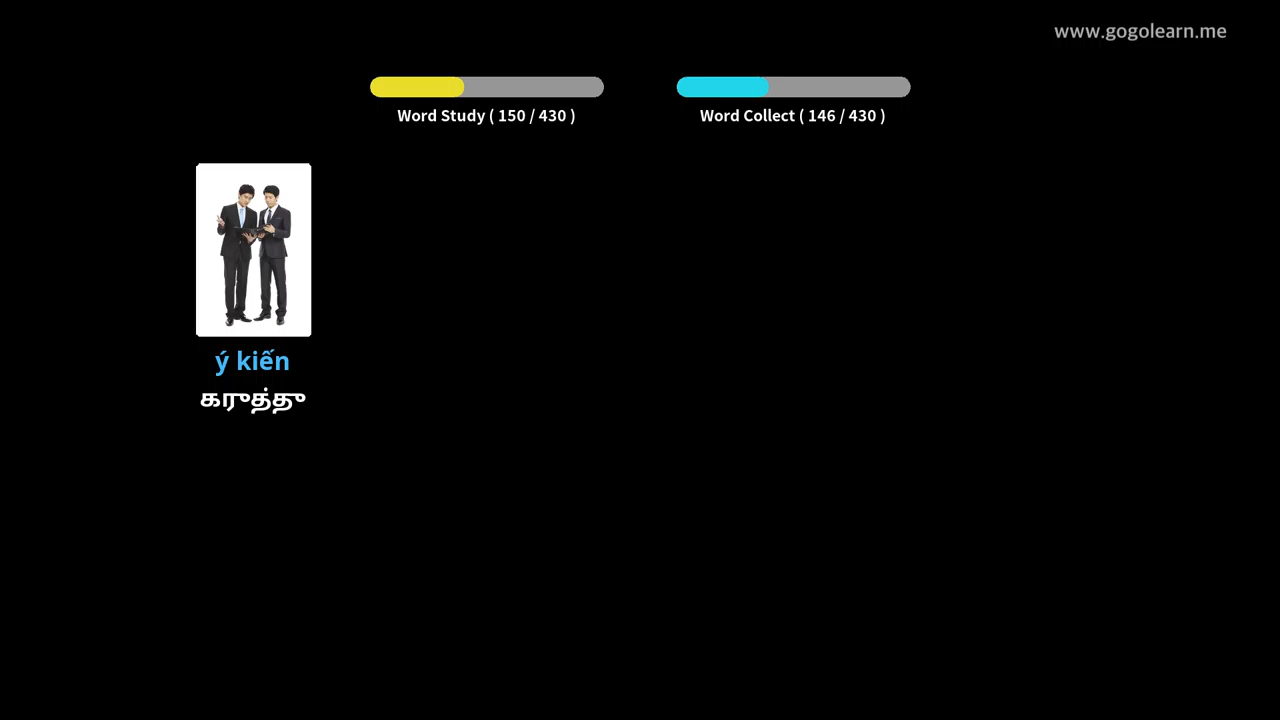 www.gogolearn.me
Word Study ( 150 / 430 )
Word Collect ( 146 / 430 )
ý kiến
கருத்து